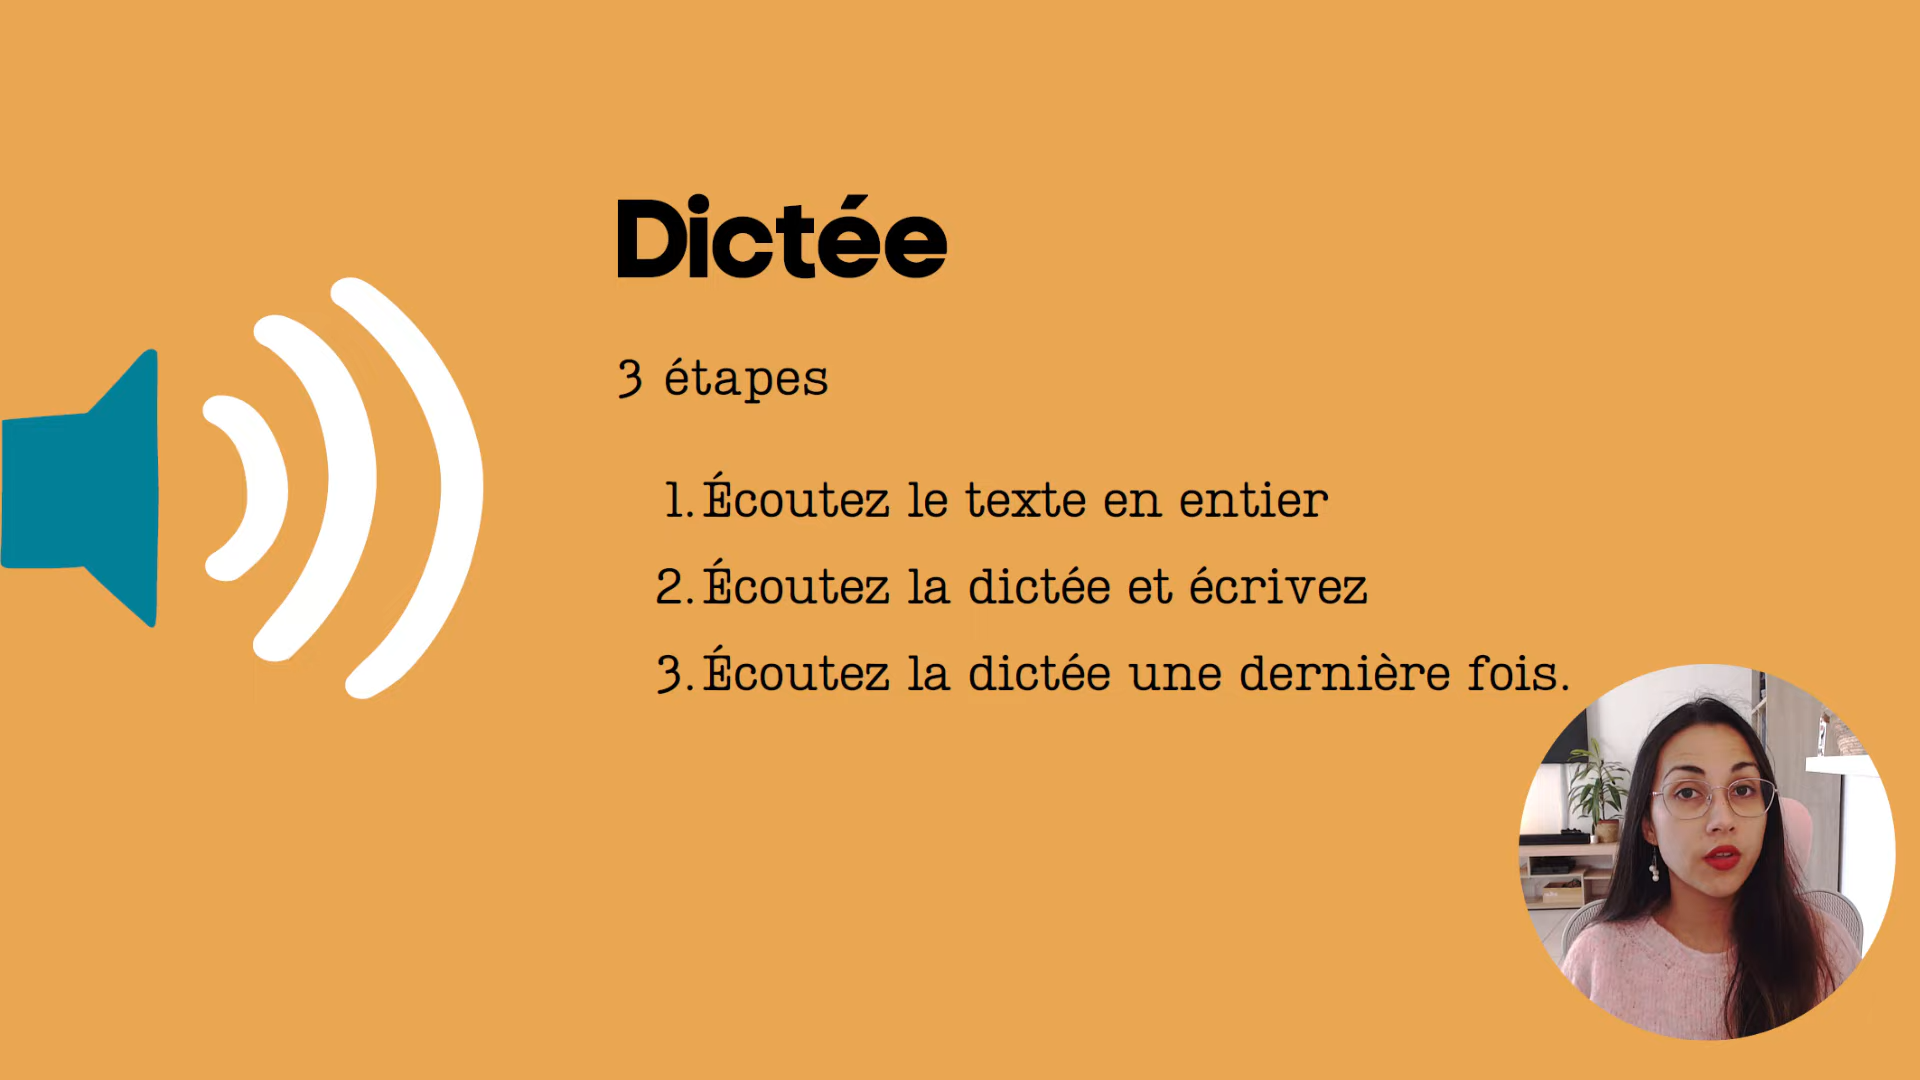 Dictée
3 étapes
1. Écoutez le texte en entier
2. Écoutez la dictée et écrivez
3. Écoutez la dictée une dernière fois.